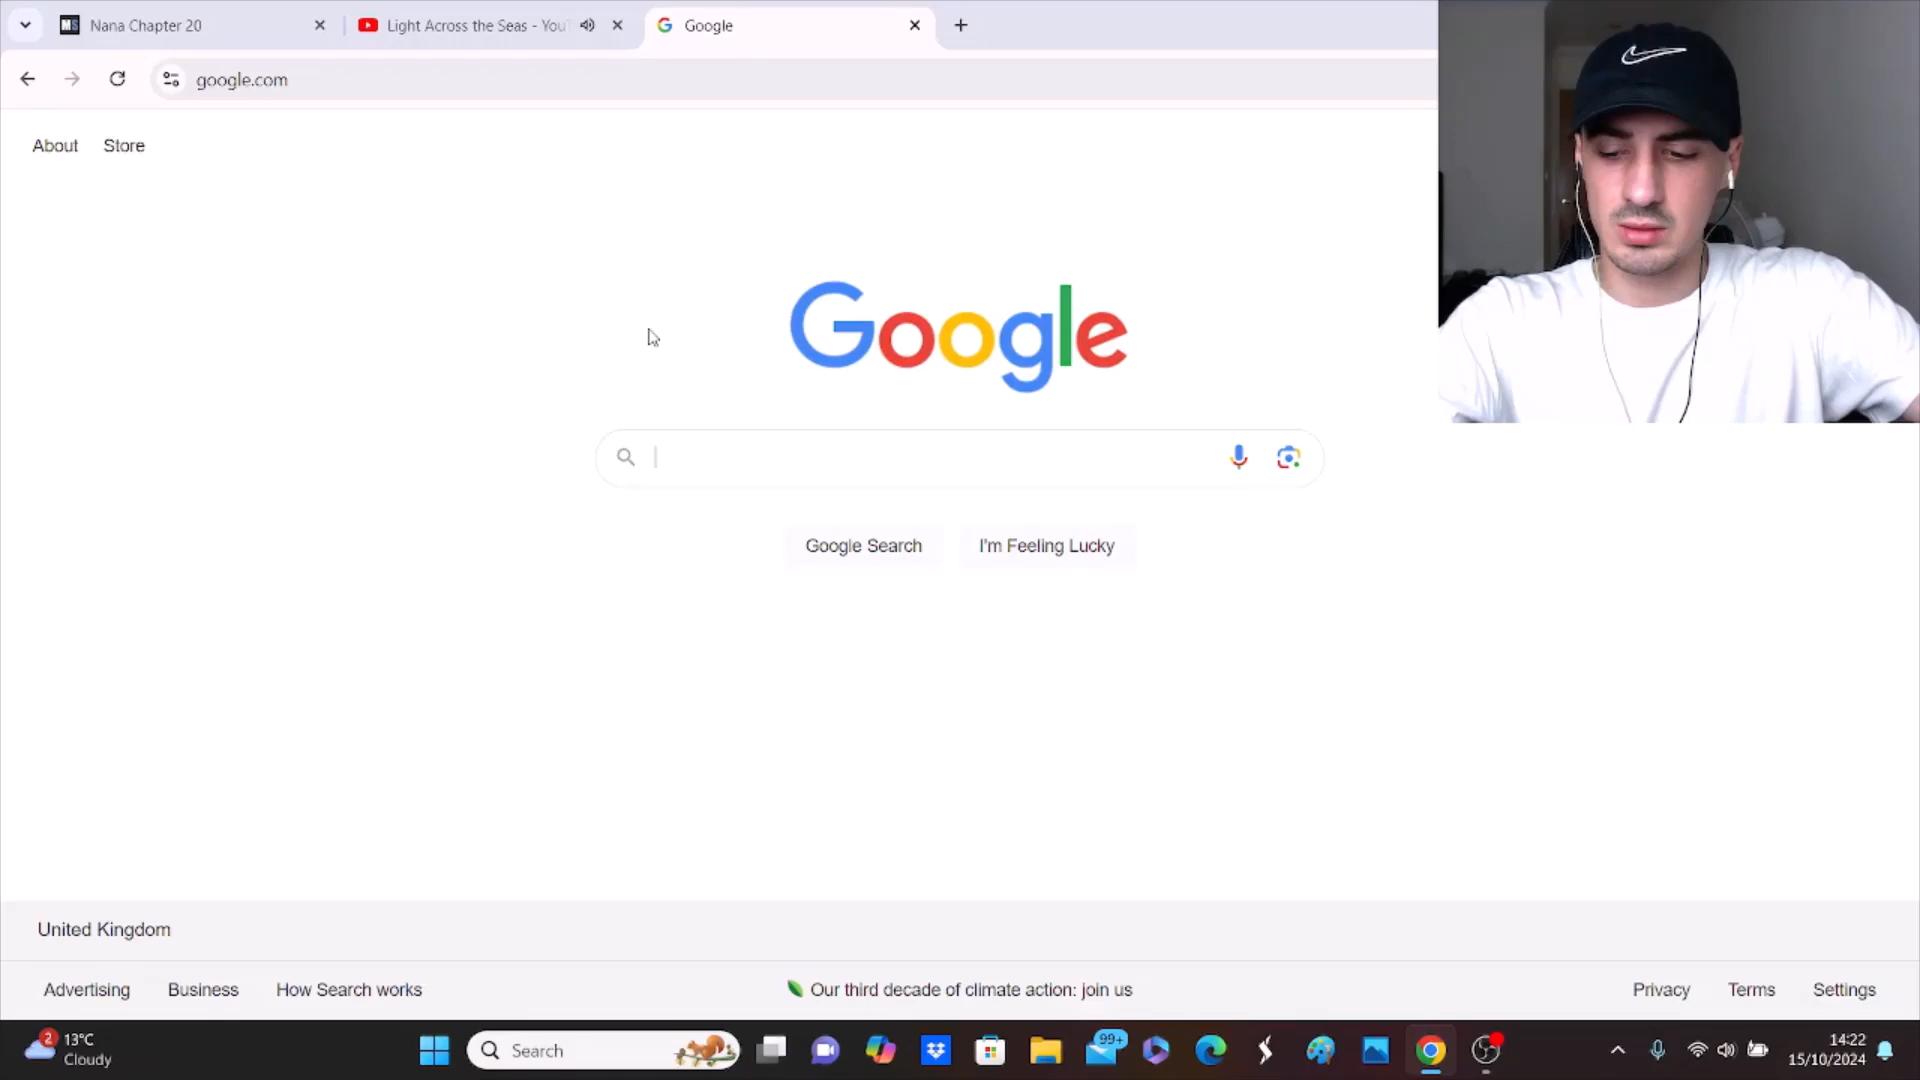 Nana Chapter 20
Light Across the Seas - You
Google
google.com
About
Store
Google
Google Search
I'm Feeling Lucky
United Kingdom
Advertising
Business
How Search works
Our third decade of climate action: join us
Privacy
Terms
Settings
2
13°C
Cloudy
Search
99+
14:22
15/10/2024